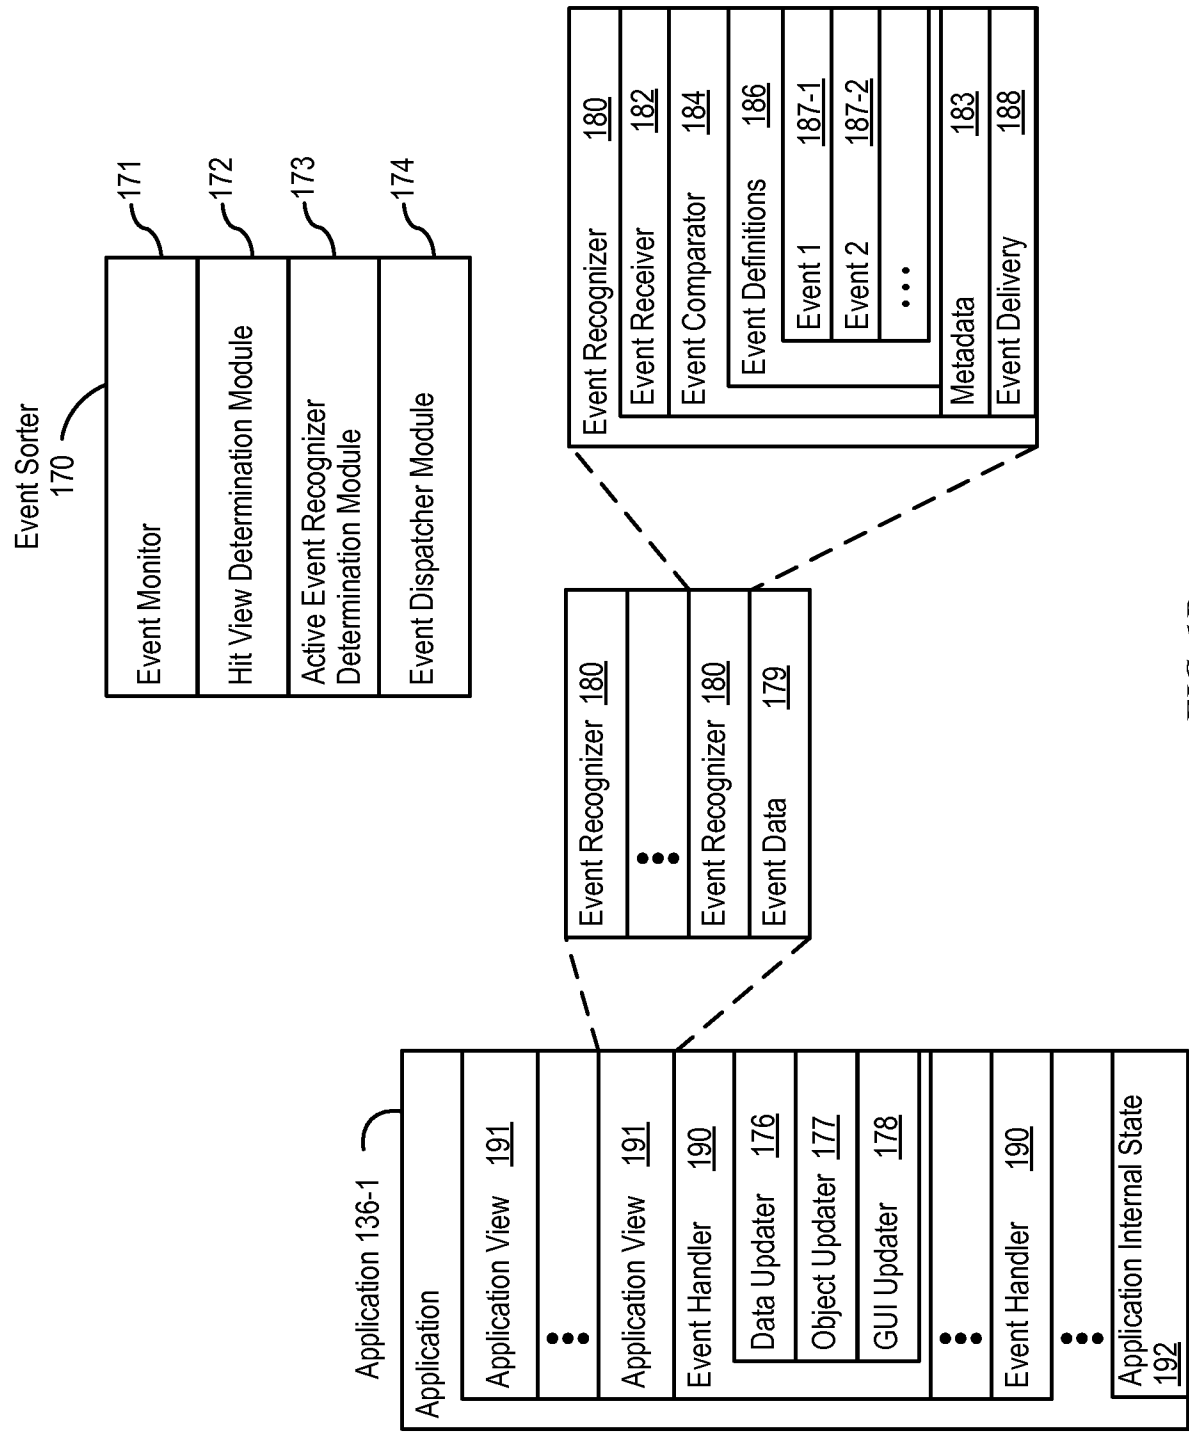 Event Sorter
170
Event Monitor
171
Hit View Determination Module
172
Active Event Recognizer
Determination Module
173
Event Dispatcher Module
174
Application 136-1
Application
Application View 191
Application View 191
Event Handler 190
Data Updater 176
Object Updater 177
GUI Updater 178
Event Handler 190
Application Internal State
192
Event Recognizer 180
Event Recognizer 180
Event Data 179
Event Recognizer 180
Event Receiver 182
Event Comparator 184
Event Definitions 186
Event 1 187-1
Event 2 187-2
Metadata 183
Event Delivery 188